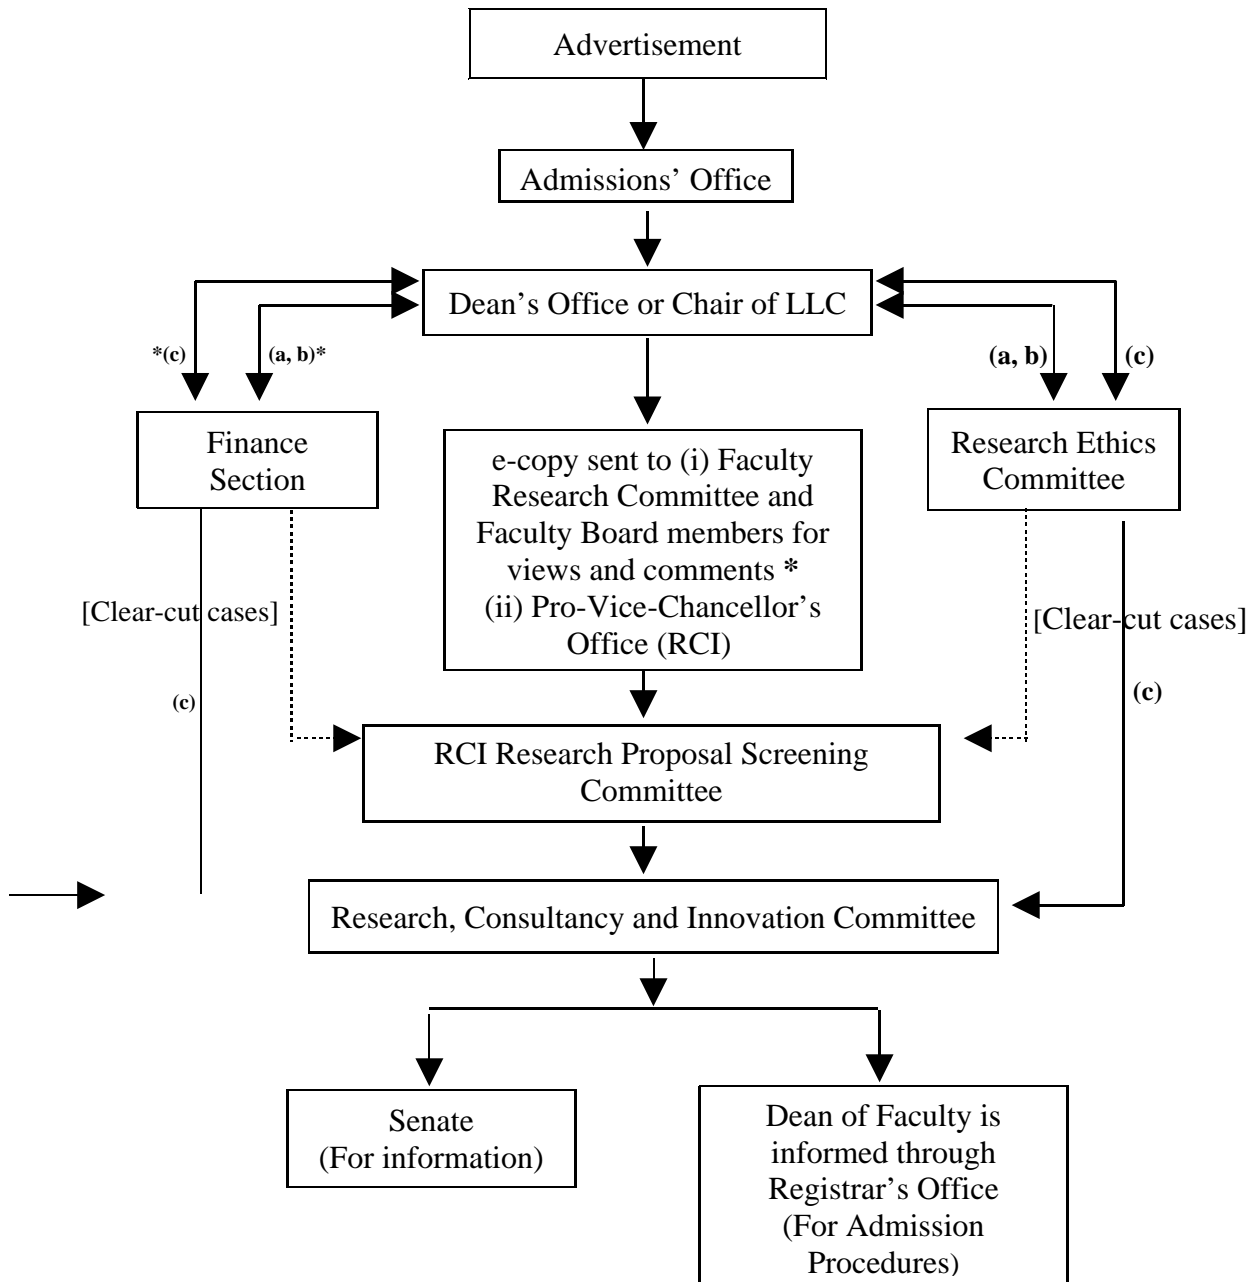 Advertisement
Admissions’ Office
Dean’s Office or Chair of LLC
*(c)
(a, b)*
(a, b)
(c)
Finance
Section
e-copy sent to (i) Faculty
Research Committee and
Faculty Board members for
views and comments *
(ii) Pro-Vice-Chancellor’s
Office (RCI)
Research Ethics
Committee
[Clear-cut cases]
[Clear-cut cases]
(c)
(c)
RCI Research Proposal Screening
Committee
Research, Consultancy and Innovation Committee
Senate
(For information)
Dean of Faculty is
informed through
Registrar’s Office
(For Admission
Procedures)